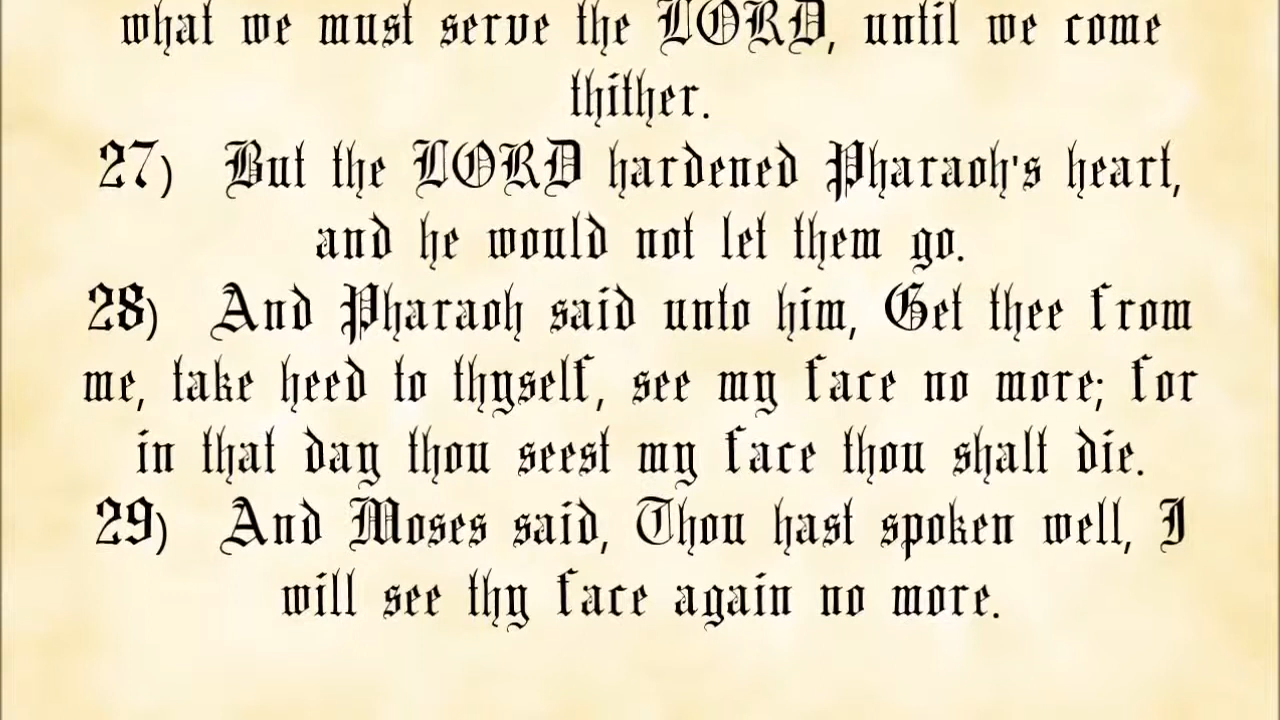 what we must serve the LORD, until we come
thither.
27) But the LORD hardened Pharaoh's heart,
and he would not let them go.
28) And Pharaoh said unto him, Get thee from
me, take heed to thyself, see my face no more; for
in that day thou seest my face thou shalt die.
29) And Moses said, Thou hast spoken well, I
will see thy face again no more.